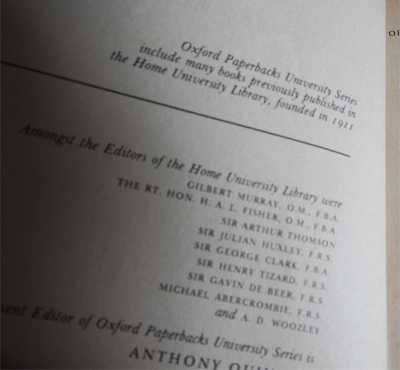 Oxford Paperbacks University Series
include many books previously published in
the Home University Library, founded in 1911
Amongst the Editors of the Home University Library were
GILBERT MURRAY, O.M., F.B.A.
THE RT. HON. H. A. L. FISHER, O.M., F.B.A.
SIR ARTHUR THOMSON
SIR JULIAN HUXLEY, F.R.S.
SIR GEORGE CLARK, F.B.A.
SIR HENRY TIZARD, F.R.S.
SIR GAVIN DE BEER, F.R.S.
MICHAEL ABERCROMBIE, F.R.S.
and A. D. WOOZLEY
Editor of Oxford Paperbacks University Series is
ANTHONY